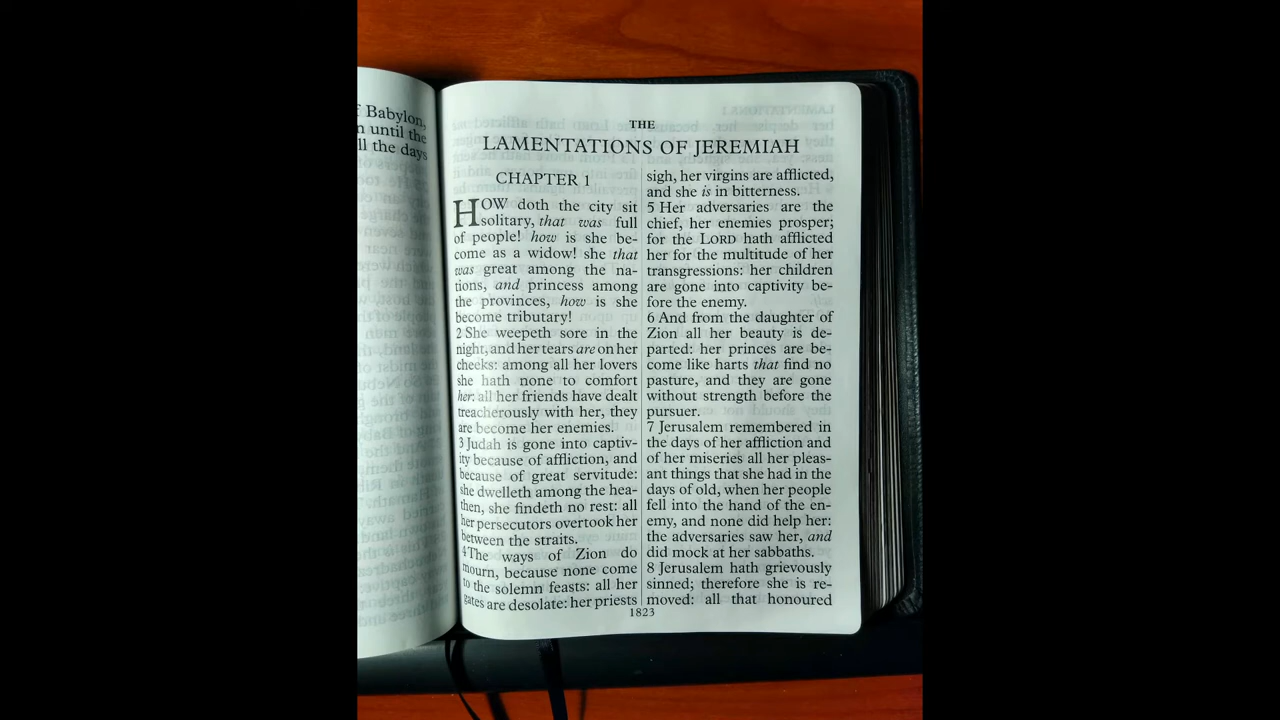 f Babylon,
n until the
ll the days
THE
LAMENTATIONS OF JEREMIAH
CHAPTER 1
HOW doth the city sit
solitary, that was full
of people! how is she be-
come as a widow! she that
was great among the na-
tions, and princess among
the provinces, how is she
become tributary!
2 She weepeth sore in the
night, and her tears are on her
cheeks: among all her lovers
she hath none to comfort
her: all her friends have dealt
treacherously with her, they
are become her enemies.
3 Judah is gone into captiv-
ity because of affliction, and
because of great servitude:
she dwelleth among the hea-
then, she findeth no rest: all
her persecutors overtook her
between the straits.
4 The ways of Zion do
mourn, because none come
to the solemn feasts: all her
gates are desolate: her priests
sigh, her virgins are afflicted,
and she is in bitterness.
5 Her adversaries are the
chief, her enemies prosper;
for the LORD hath afflicted
her for the multitude of her
transgressions: her children
are gone into captivity be-
fore the enemy.
6 And from the daughter of
Zion all her beauty is de-
parted: her princes are be-
come like harts that find no
pasture, and they are gone
without strength before the
pursuer.
7 Jerusalem remembered in
the days of her affliction and
of her miseries all her pleas-
ant things that she had in the
days of old, when her people
fell into the hand of the en-
emy, and none did help her:
the adversaries saw her, and
did mock at her sabbaths.
8 Jerusalem hath grievously
sinned; therefore she is re-
moved: all that honoured
1823